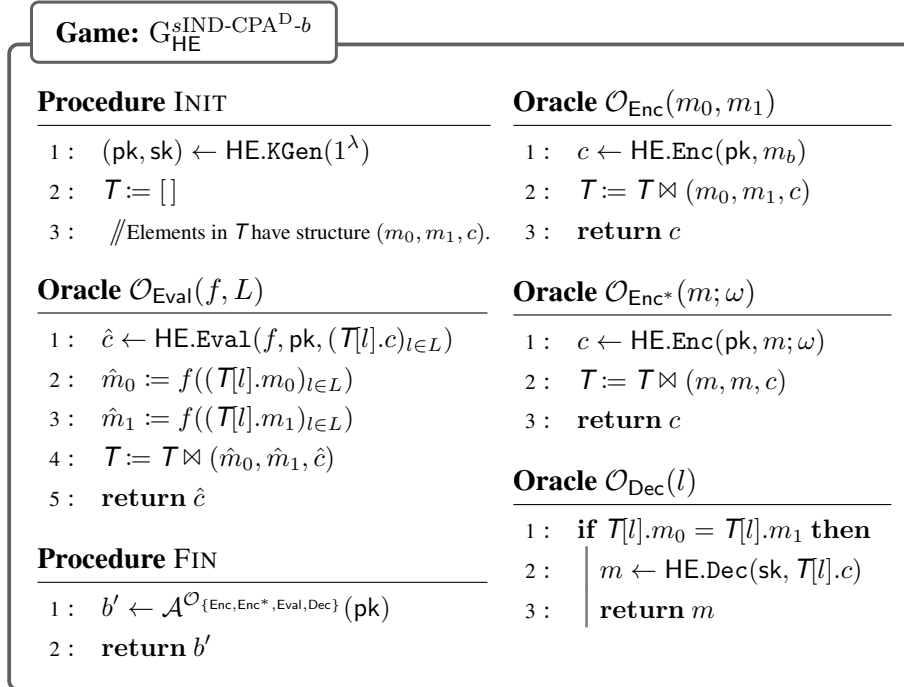 Game: G_HE^{sIND-CPA^D-b}
Procedure INIT
1 : (pk, sk) ← HE.KGen(1^λ)
2 : T := [ ]
3 : // Elements in T have structure (m_0, m_1, c).
Oracle O_Eval(f, L)
1 : ĉ ← HE.Eval(f, pk, (T[l].c)_{l∈L})
2 : m̂_0 := f((T[l].m_0)_{l∈L})
3 : m̂_1 := f((T[l].m_1)_{l∈L})
4 : T := T ⋈ (m̂_0, m̂_1, ĉ)
5 : return ĉ
Procedure FIN
1 : b′ ← A^{O_{Enc,Enc*,Eval,Dec}}(pk)
2 : return b′
Oracle O_Enc(m_0, m_1)
1 : c ← HE.Enc(pk, m_b)
2 : T := T ⋈ (m_0, m_1, c)
3 : return c
Oracle O_Enc*(m; ω)
1 : c ← HE.Enc(pk, m; ω)
2 : T := T ⋈ (m, m, c)
3 : return c
Oracle O_Dec(l)
1 : if T[l].m_0 = T[l].m_1 then
2 : m ← HE.Dec(sk, T[l].c)
3 : return m